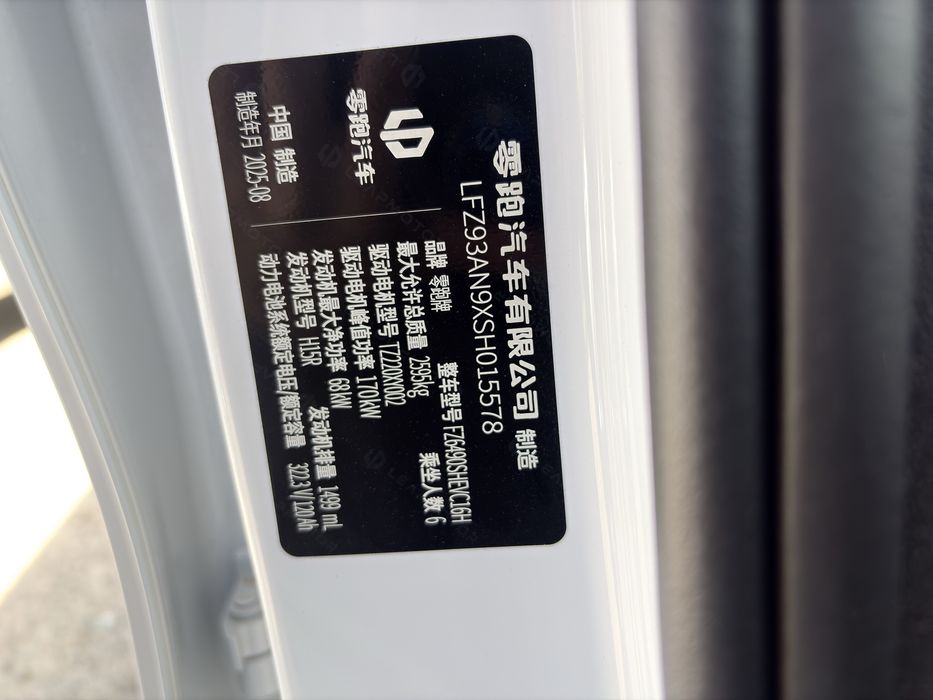 零跑汽车有限公司 制造
LFZ93AN9XSH015578
零跑汽车
中国 制造
制造年月 2025-08
品牌 零跑牌 整车型号 FZ6490SHEVC16H
最大允许总质量 2595kg 乘坐人数 6
驱动电机型号 TZ220XY002
驱动电机峰值功率 170kW
发动机最大净功率 68kW 发动机排量 1499 mL
发动机型号 H15R
动力电池系统额定电压/额定容量 322.3V/120Ah